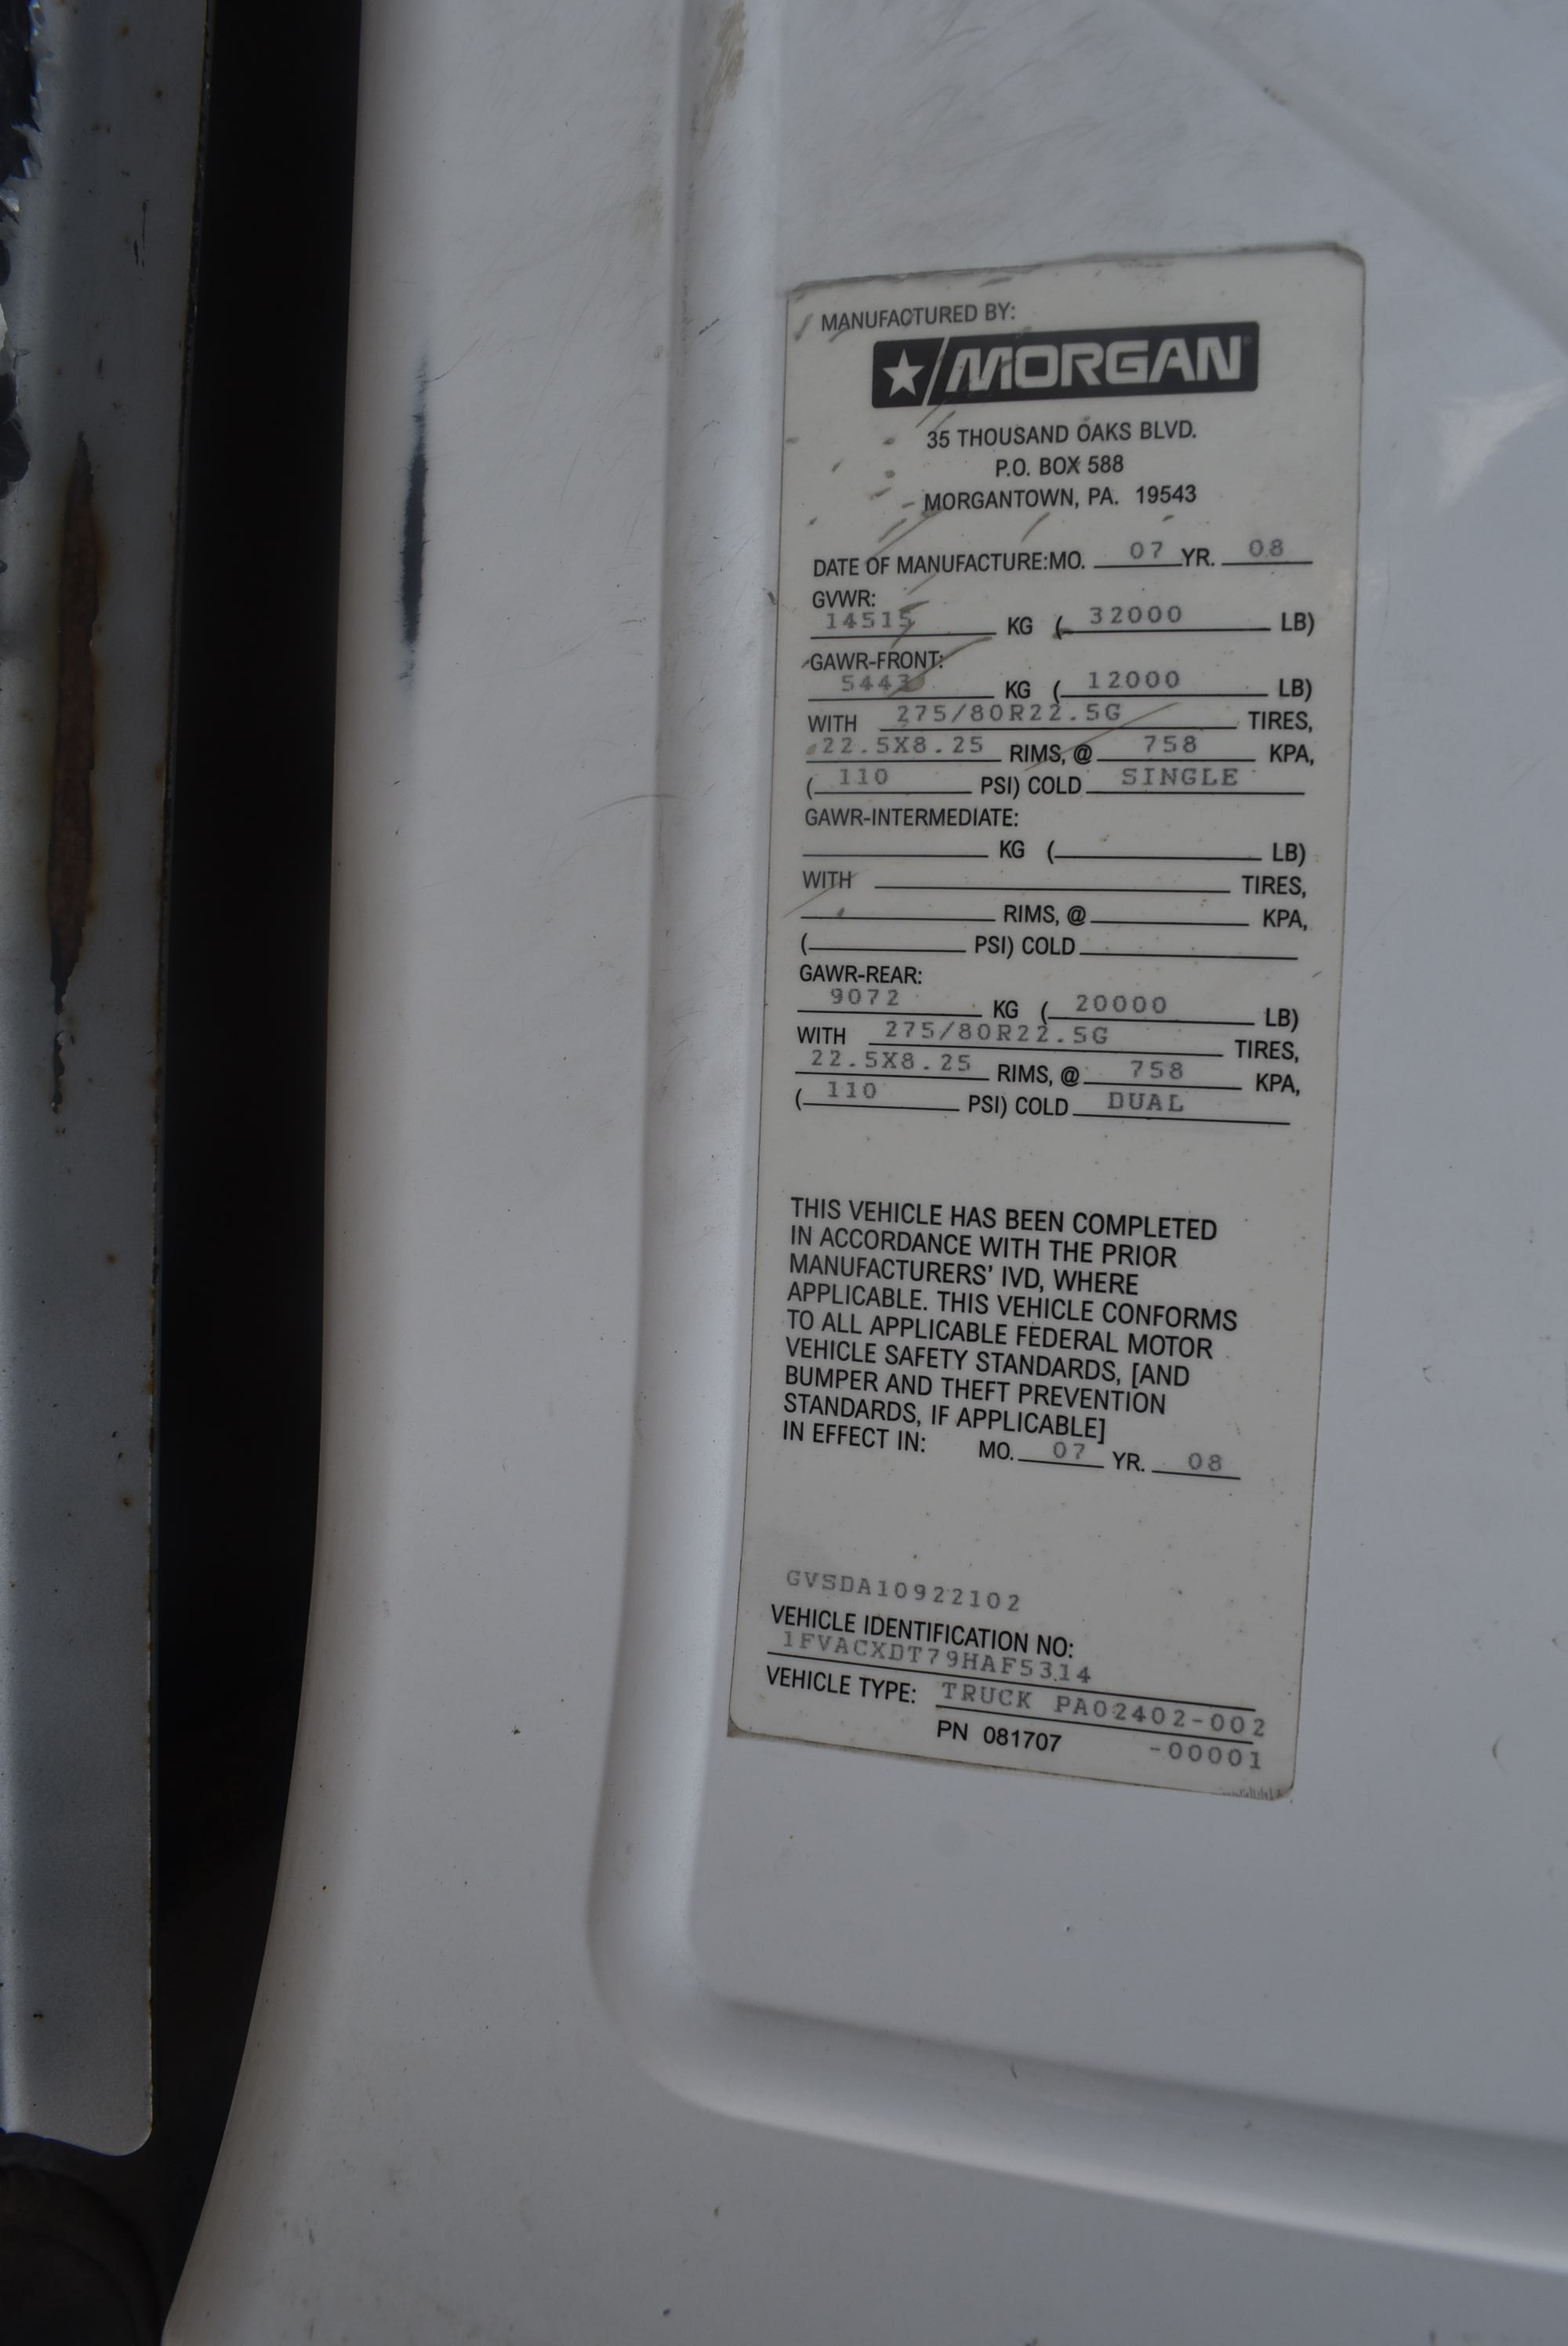 MANUFACTURED BY:
MORGAN
35 THOUSAND OAKS BLVD.
P.O. BOX 588
MORGANTOWN, PA. 19543
DATE OF MANUFACTURE:MO. 07 YR. 08
GVWR:
14515 KG ( 32000 LB)
GAWR-FRONT:
5443 KG ( 12000 LB)
WITH 275/80R22.5G TIRES,
22.5X8.25 RIMS, @ 758 KPA,
( 110 PSI) COLD SINGLE
GAWR-INTERMEDIATE:
KG ( LB)
WITH TIRES,
RIMS, @ KPA,
( PSI) COLD
GAWR-REAR:
9072 KG ( 20000 LB)
WITH 275/80R22.5G TIRES,
22.5X8.25 RIMS, @ 758 KPA,
( 110 PSI) COLD DUAL
THIS VEHICLE HAS BEEN COMPLETED
IN ACCORDANCE WITH THE PRIOR
MANUFACTURERS' IVD, WHERE
APPLICABLE. THIS VEHICLE CONFORMS
TO ALL APPLICABLE FEDERAL MOTOR
VEHICLE SAFETY STANDARDS, [AND
BUMPER AND THEFT PREVENTION
STANDARDS, IF APPLICABLE]
IN EFFECT IN: MO. 07 YR. 08
GVSDA10922102
VEHICLE IDENTIFICATION NO:
1FVACXDT79HAF5314
VEHICLE TYPE: TRUCK PA02402-002
PN 081707 -00001